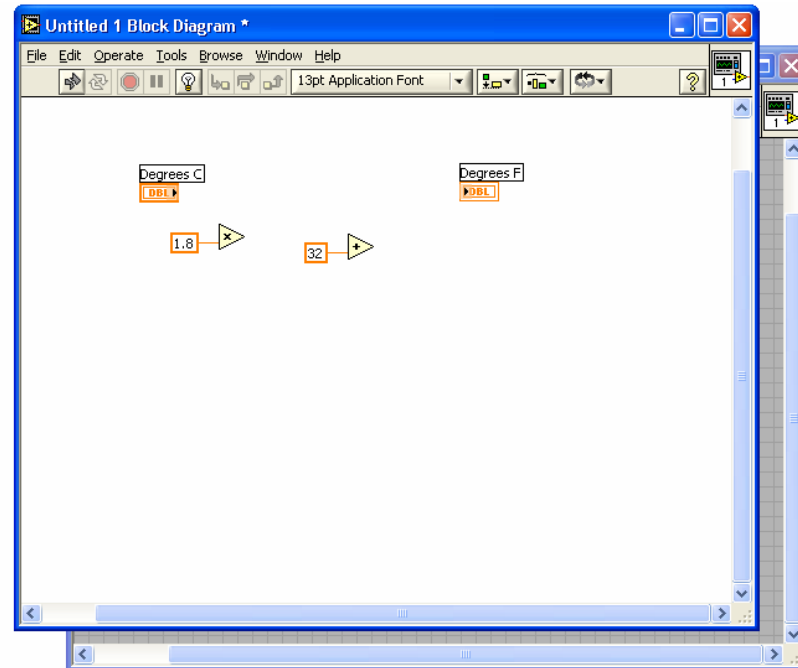 Untitled 1 Block Diagram *
File Edit Operate Tools Browse Window Help
13pt Application Font
1
1
Degrees C
DBL
Degrees F
DBL
1.8
×
32
+